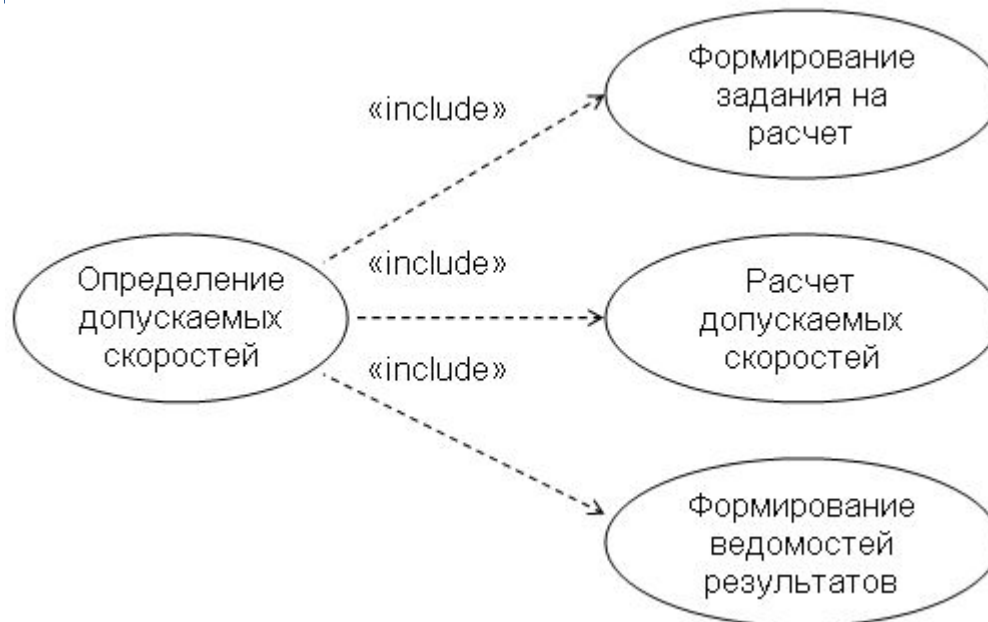 Формирование
задания на
расчет
«include»
«include»
Определение
допускаемых
скоростей
Расчет
допускаемых
скоростей
«include»
Формирование
ведомостей
результатов